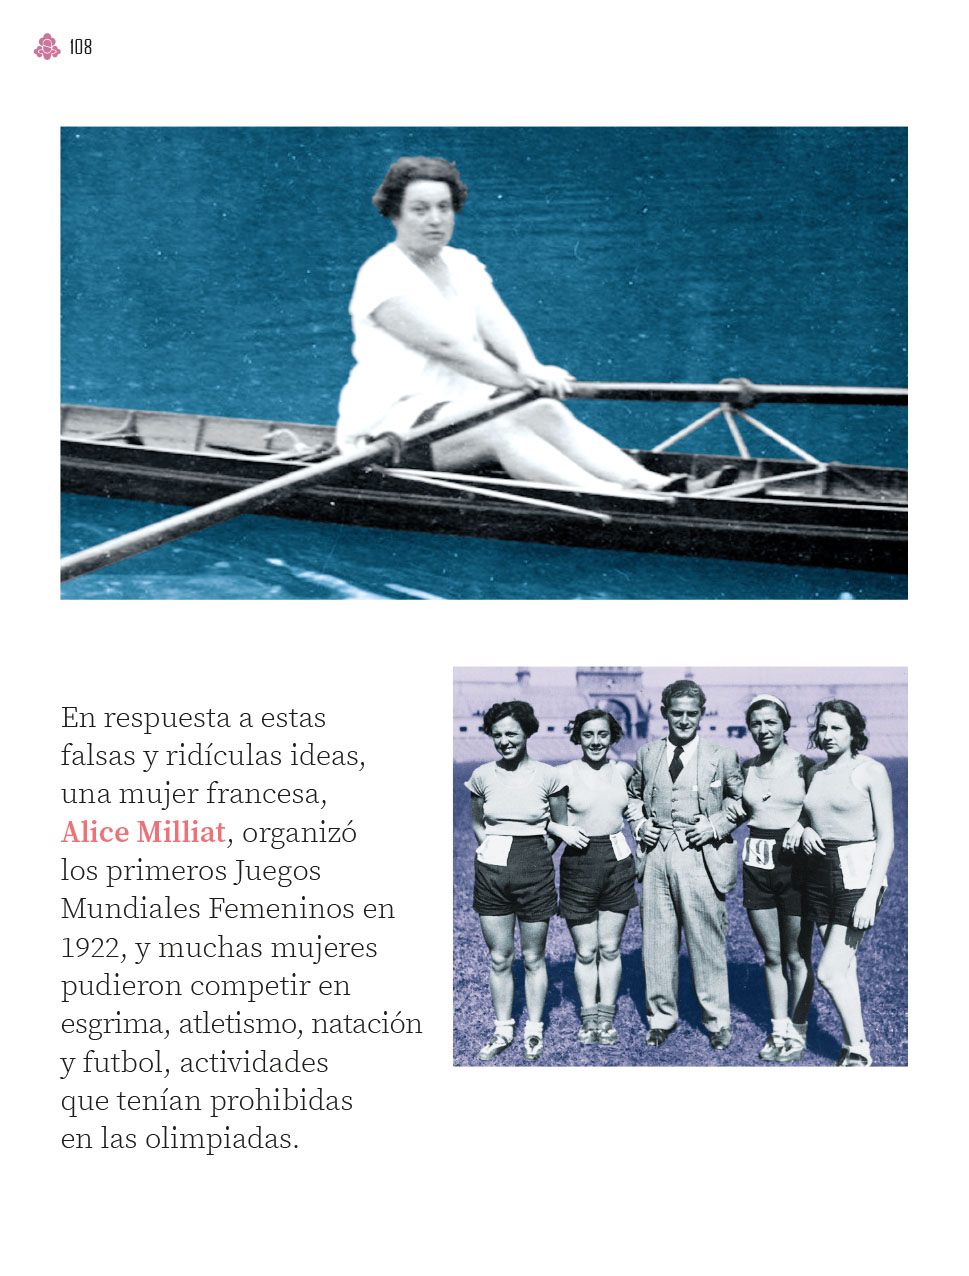 108
En respuesta a estas
falsas y ridículas ideas,
una mujer francesa,
Alice Milliat, organizó
los primeros Juegos
Mundiales Femeninos en
1922, y muchas mujeres
pudieron competir en
esgrima, atletismo, natación
y futbol, actividades
que tenían prohibidas
en las olimpiadas.